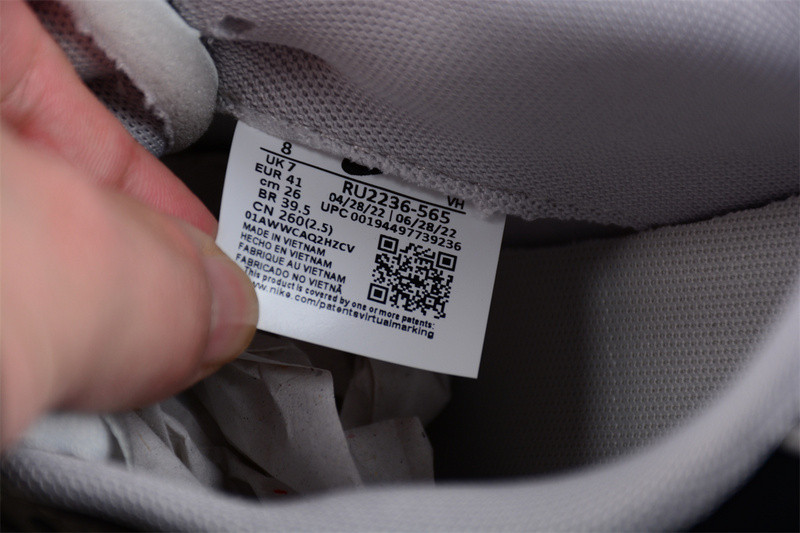 8
UK 7
EUR 41
cm 26
BR 39.5
CN 260(2.5)
RU2236-565
VH
04/28/22 | 06/28/22
UPC 00194497739236
01AWWCAQ2HZCV
MADE IN VIETNAM
HECHO EN VIETNAM
FABRIQUE AU VIETNAM
FABRICADO NO VIETNÃ
This product is covered by one or more patents:
www.nike.com/patentsvirtualmarking